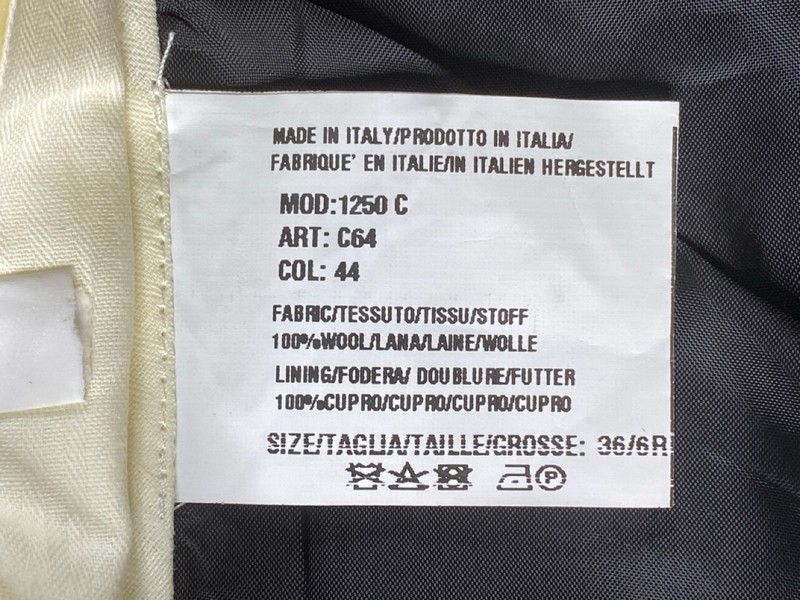 MADE IN ITALY/PRODOTTO IN ITALIA/
FABRIQUE' EN ITALIE/IN ITALIEN HERGESTELLT
MOD:1250 C
ART: C64
COL: 44
FABRIC/TESSUTO/TISSU/STOFF
100%WOOL/LANA/LAINE/WOLLE
LINING/FODERA/ DOUBLURE/FUTTER
100%CUPRO/CUPRO/CUPRO/CUPRO
SIZE/TAGLIA/TAILLE/GROSSE: 36/6R
P